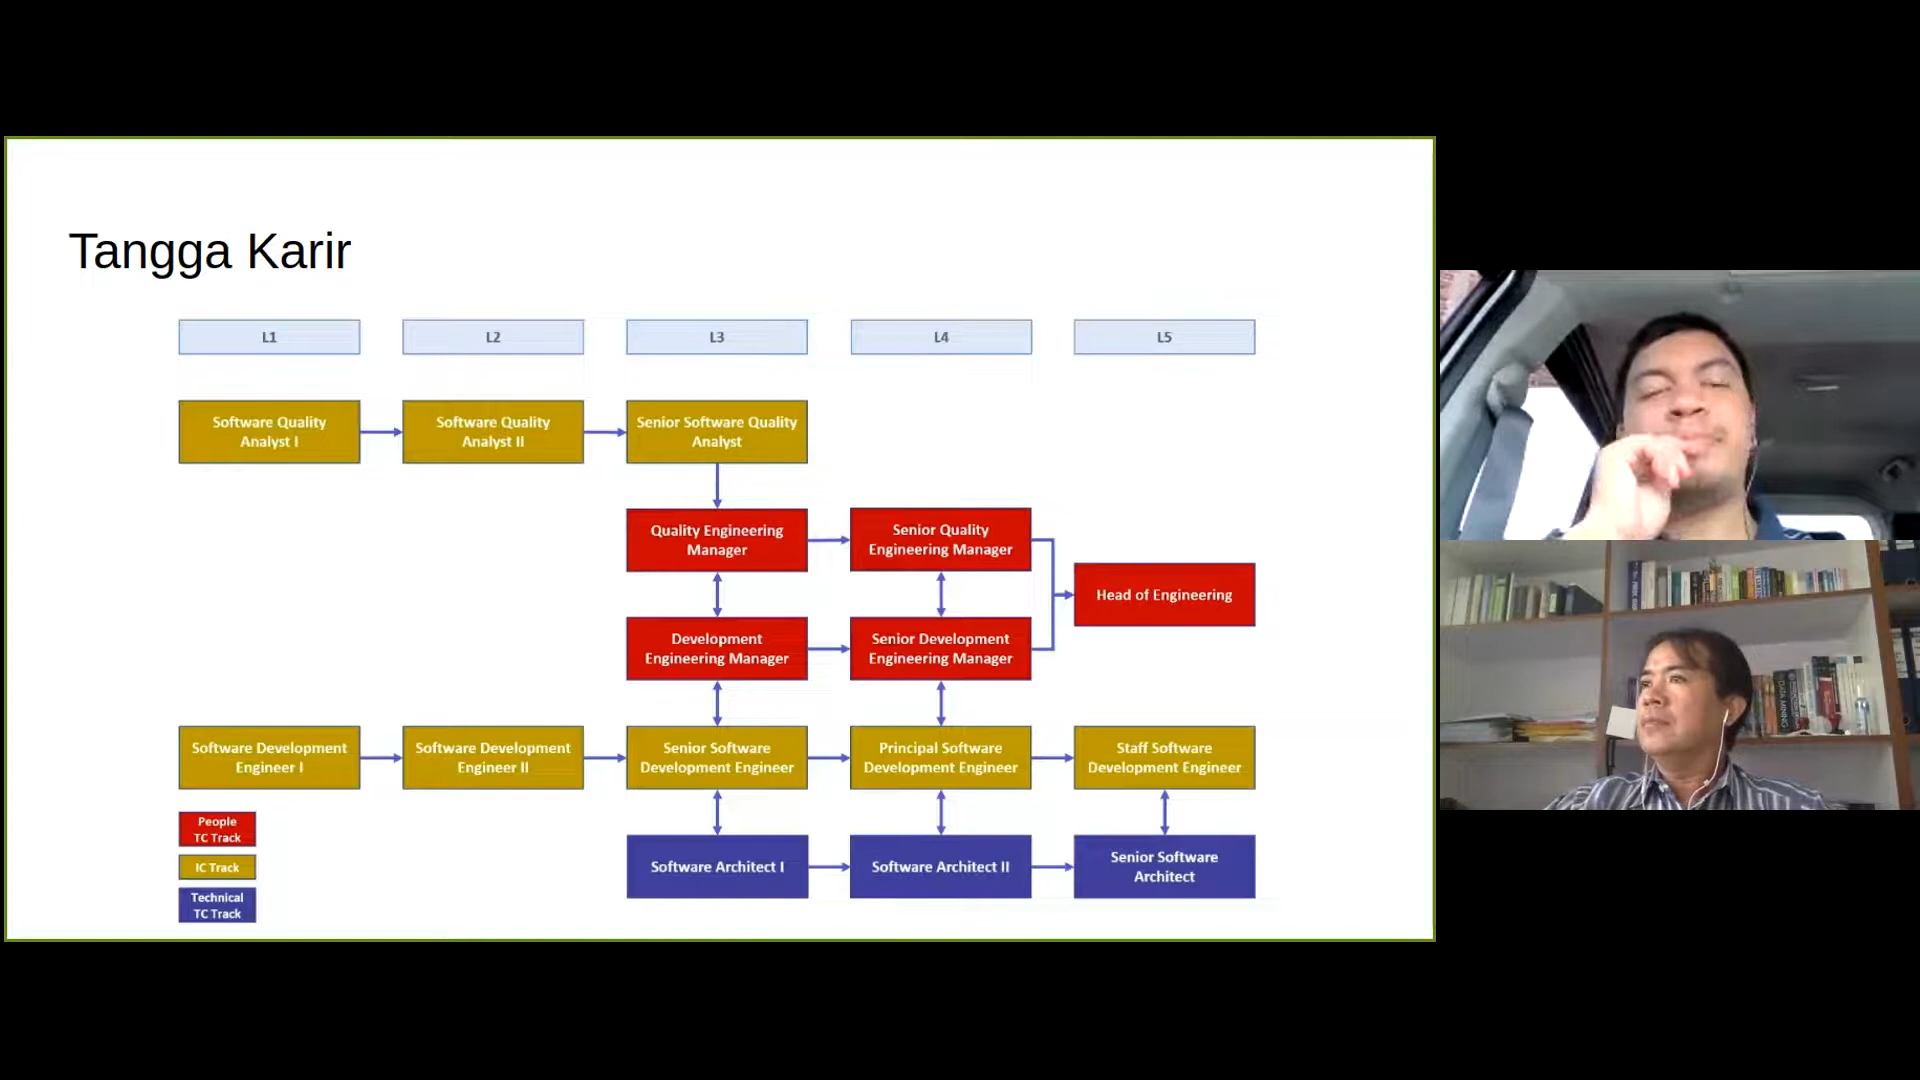 Tangga Karir
L1
L2
L3
L4
L5
Software Quality
Analyst I
Software Quality
Analyst II
Senior Software Quality
Analyst
Quality Engineering
Manager
Senior Quality
Engineering Manager
Head of Engineering
Development
Engineering Manager
Senior Development
Engineering Manager
Software Development
Engineer I
Software Development
Engineer II
Senior Software
Development Engineer
Principal Software
Development Engineer
Staff Software
Development Engineer
Software Architect I
Software Architect II
Senior Software
Architect
People
TC Track
IC Track
Technical
TC Track
DATA MINING